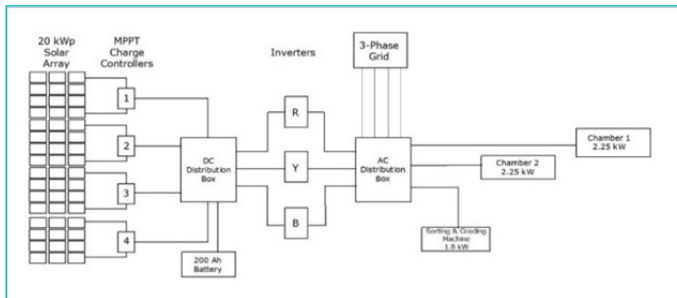 20 kWp
Solar
Array
MPPT
Charge
Controllers
Inverters
3-Phase
Grid
1
2
3
4
DC
Distribution
Box
200 Ah
Battery
R
Y
B
AC
Distribution
Box
Chamber 1
2.25 kW
Chamber 2
2.25 kW
Sorting & Grading
Machine
1.8 kW